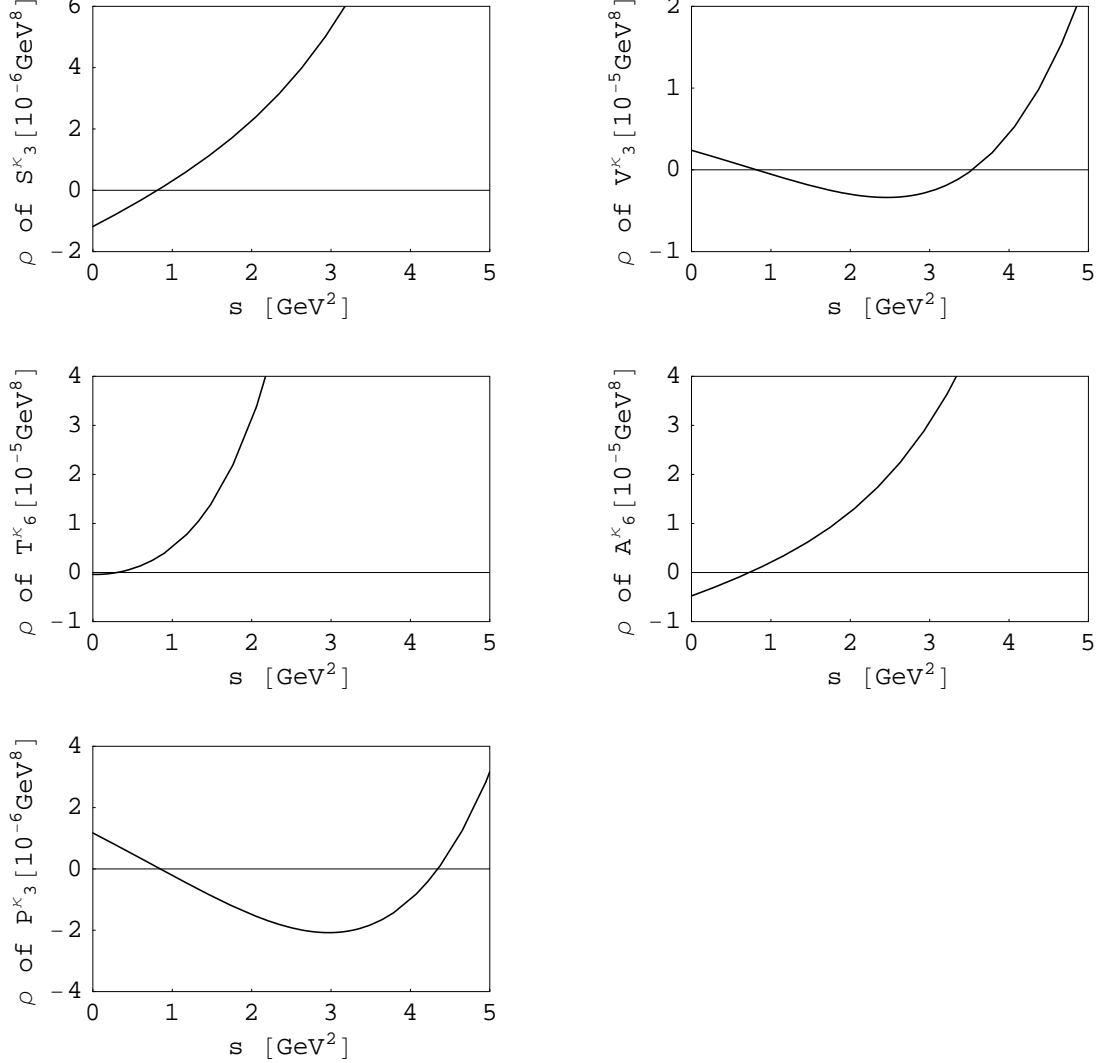 ρ of S^κ_3 [10^-6 GeV^8]
6
4
2
0
-2
0 1 2 3 4 5
s [GeV^2]
ρ of V^κ_3 [10^-5 GeV^8]
2
1
0
-1
0 1 2 3 4 5
s [GeV^2]
ρ of T^κ_6 [10^-5 GeV^8]
4
3
2
1
0
-1
0 1 2 3 4 5
s [GeV^2]
ρ of A^κ_6 [10^-5 GeV^8]
4
3
2
1
0
-1
0 1 2 3 4 5
s [GeV^2]
ρ of P^κ_3 [10^-6 GeV^8]
4
2
0
-2
-4
0 1 2 3 4 5
s [GeV^2]